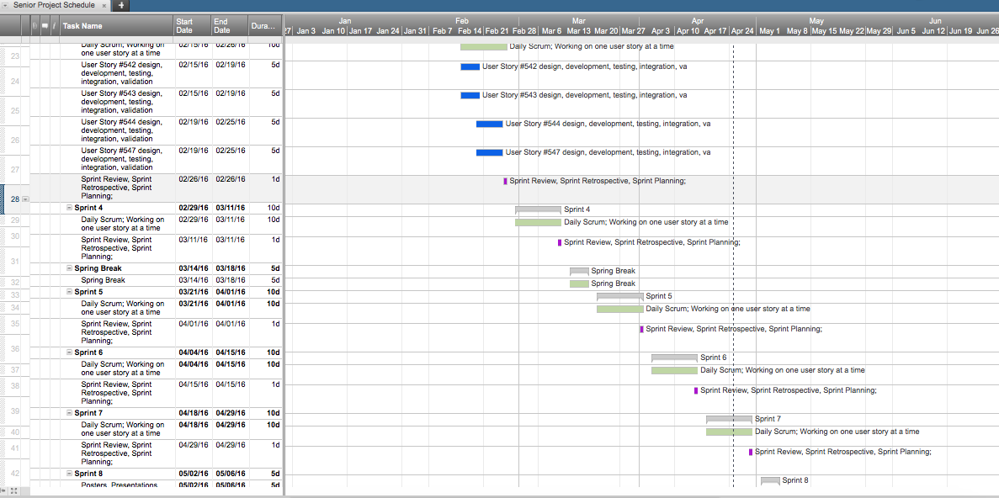 Senior Project Schedule × +
Task Name Start Date End Date Dura...
Jan Feb Mar Apr May Jun
27 Jan 3 Jan 10 Jan 17 Jan 24 Jan 31 Feb 7 Feb 14 Feb 21 Feb 28 Mar 6 Mar 13 Mar 20 Mar 27 Apr 3 Apr 10 Apr 17 Apr 24 May 1 May 8 May 15 May 22 May 29 Jun 5 Jun 12 Jun 19 Jun 26
23 Daily Scrum; Working on 02/15/16 02/26/16 10d Daily Scrum; Working on one user story at a time
one user story at a time
24 User Story #542 design, 02/15/16 02/19/16 5d User Story #542 design, development, testing, integration, va
development, testing,
integration, validation
25 User Story #543 design, 02/15/16 02/19/16 5d User Story #543 design, development, testing, integration, va
development, testing,
integration, validation
26 User Story #544 design, 02/19/16 02/25/16 5d User Story #544 design, development, testing, integration, va
development, testing,
integration, validation
27 User Story #547 design, 02/19/16 02/25/16 5d User Story #547 design, development, testing, integration, va
development, testing,
integration, validation
28 Sprint Review, Sprint 02/26/16 02/26/16 1d Sprint Review, Sprint Retrospective, Sprint Planning;
Retrospective, Sprint
Planning;
29 Sprint 4 02/29/16 03/11/16 10d Sprint 4
30 Daily Scrum; Working on 02/29/16 03/11/16 10d Daily Scrum; Working on one user story at a time
one user story at a time
31 Sprint Review, Sprint 03/11/16 03/11/16 1d Sprint Review, Sprint Retrospective, Sprint Planning;
Retrospective, Sprint
Planning;
32 Spring Break 03/14/16 03/18/16 5d Spring Break
33 Spring Break 03/14/16 03/18/16 5d Spring Break
34 Sprint 5 03/21/16 04/01/16 10d Sprint 5
35 Daily Scrum; Working on 03/21/16 04/01/16 10d Daily Scrum; Working on one user story at a time
one user story at a time
36 Sprint Review, Sprint 04/01/16 04/01/16 1d Sprint Review, Sprint Retrospective, Sprint Planning;
Retrospective, Sprint
Planning;
37 Sprint 6 04/04/16 04/15/16 10d Sprint 6
38 Daily Scrum; Working on 04/04/16 04/15/16 10d Daily Scrum; Working on one user story at a time
one user story at a time
39 Sprint Review, Sprint 04/15/16 04/15/16 1d Sprint Review, Sprint Retrospective, Sprint Planning;
Retrospective, Sprint
Planning;
40 Sprint 7 04/18/16 04/29/16 10d Sprint 7
41 Daily Scrum; Working on 04/18/16 04/29/16 10d Daily Scrum; Working on one user story at a time
one user story at a time
42 Sprint Review, Sprint 04/29/16 04/29/16 1d Sprint Review, Sprint Retrospective, Sprint Planning;
Retrospective, Sprint
Planning;
Sprint 8 05/02/16 05/06/16 5d Sprint 8
Posters, Presentations, 05/02/16 05/06/16 5d